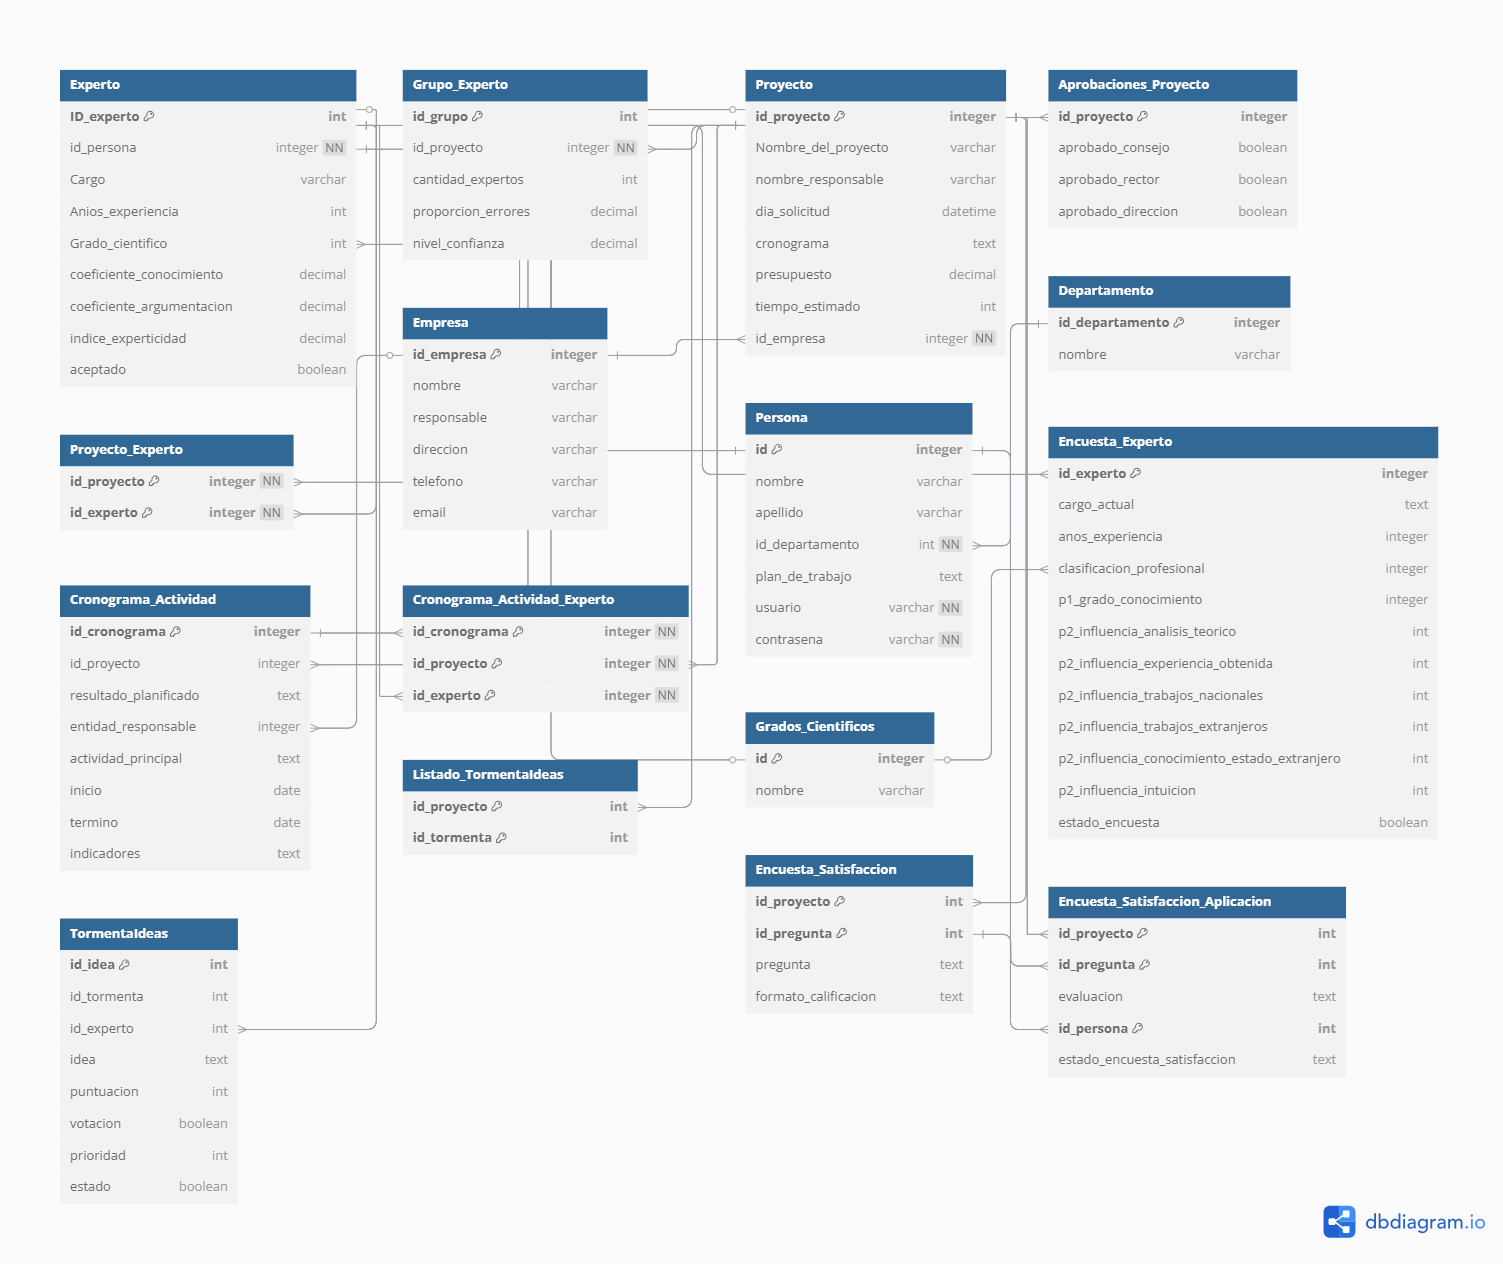 Experto
ID_experto int
id_persona integer NN
Cargo varchar
Anios_experiencia int
Grado_cientifico int
coeficiente_conocimiento decimal
coeficiente_argumentacion decimal
indice_experticidad decimal
aceptado boolean
Grupo_Experto
id_grupo int
id_proyecto integer NN
cantidad_expertos int
proporcion_errores decimal
nivel_confianza decimal
Proyecto
id_proyecto integer
Nombre_del_proyecto varchar
nombre_responsable varchar
dia_solicitud datetime
cronograma text
presupuesto decimal
tiempo_estimado int
id_empresa integer NN
Aprobaciones_Proyecto
id_proyecto integer
aprobado_consejo boolean
aprobado_rector boolean
aprobado_direccion boolean
Departamento
id_departamento integer
nombre varchar
Empresa
id_empresa integer
nombre varchar
responsable varchar
direccion varchar
telefono varchar
email varchar
Persona
id integer
nombre varchar
apellido varchar
id_departamento int NN
plan_de_trabajo text
usuario varchar NN
contrasena varchar NN
Encuesta_Experto
id_experto integer
cargo_actual text
anos_experiencia integer
clasificacion_profesional integer
p1_grado_conocimiento integer
p2_influencia_analisis_teorico int
p2_influencia_experiencia_obtenida int
p2_influencia_trabajos_nacionales int
p2_influencia_trabajos_extranjeros int
p2_influencia_conocimiento_estado_extranjero int
p2_influencia_intuicion int
estado_encuesta boolean
Proyecto_Experto
id_proyecto integer NN
id_experto integer NN
Cronograma_Actividad
id_cronograma integer
id_proyecto integer
resultado_planificado text
entidad_responsable integer
actividad_principal text
inicio date
termino date
indicadores text
Cronograma_Actividad_Experto
id_cronograma integer NN
id_proyecto integer NN
id_experto integer NN
Grados_Cientificos
id integer
nombre varchar
Listado_TormentaIdeas
id_proyecto int
id_tormenta int
Encuesta_Satisfaccion
id_proyecto int
id_pregunta int
pregunta text
formato_calificacion text
Encuesta_Satisfaccion_Aplicacion
id_proyecto int
id_pregunta int
evaluacion text
id_persona int
estado_encuesta_satisfaccion text
TormentaIdeas
id_idea int
id_tormenta int
id_experto int
idea text
puntuacion int
votacion boolean
prioridad int
estado boolean
dbdiagram.io